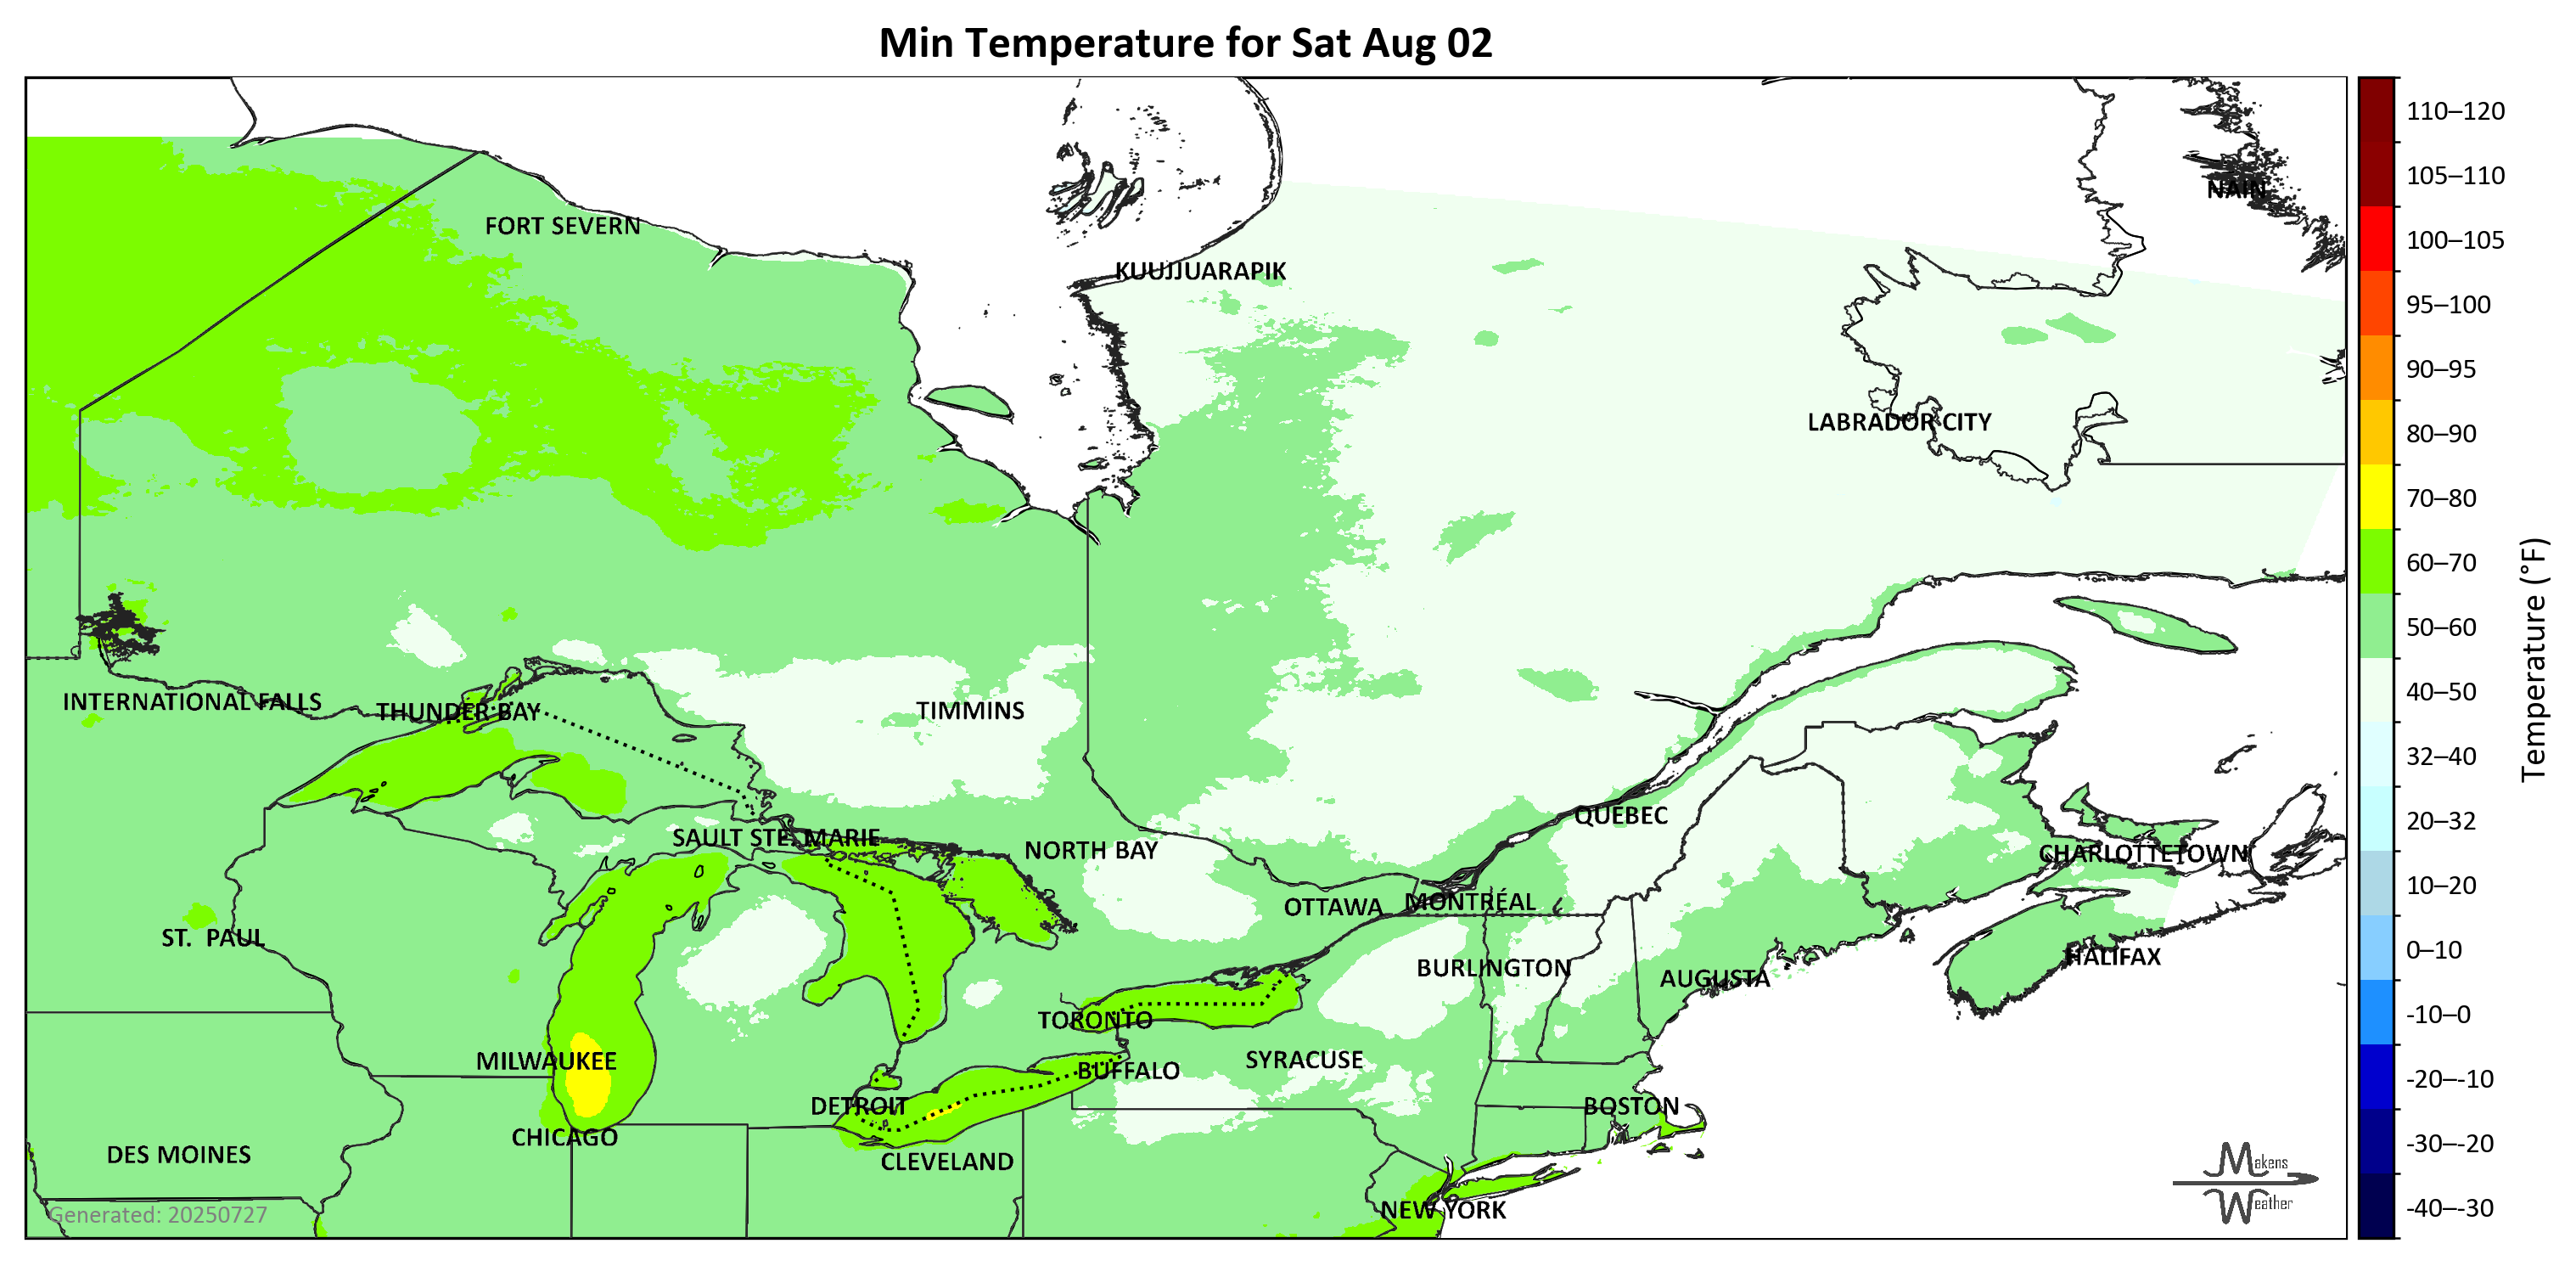 Min Temperature for Sat Aug 02
NAIN
FORT SEVERN
KUUJJUARAPIK
LABRADOR CITY
INTERNATIONAL FALLS
THUNDER BAY
TIMMINS
QUÉBEC
SAULT STE. MARIE
NORTH BAY
CHARLOTTETOWN
OTTAWA
MONTRÉAL
ST. PAUL
HALIFAX
BURLINGTON
AUGUSTA
TORONTO
MILWAUKEE
BUFFALO
SYRACUSE
DETROIT
BOSTON
CHICAGO
DES MOINES
CLEVELAND
NEW YORK
Generated: 20250727
Makens
Weather
110–120
105–110
100–105
95–100
90–95
80–90
70–80
60–70
50–60
40–50
32–40
20–32
10–20
0–10
-10–0
-20–-10
-30–-20
-40–-30
Temperature (°F)